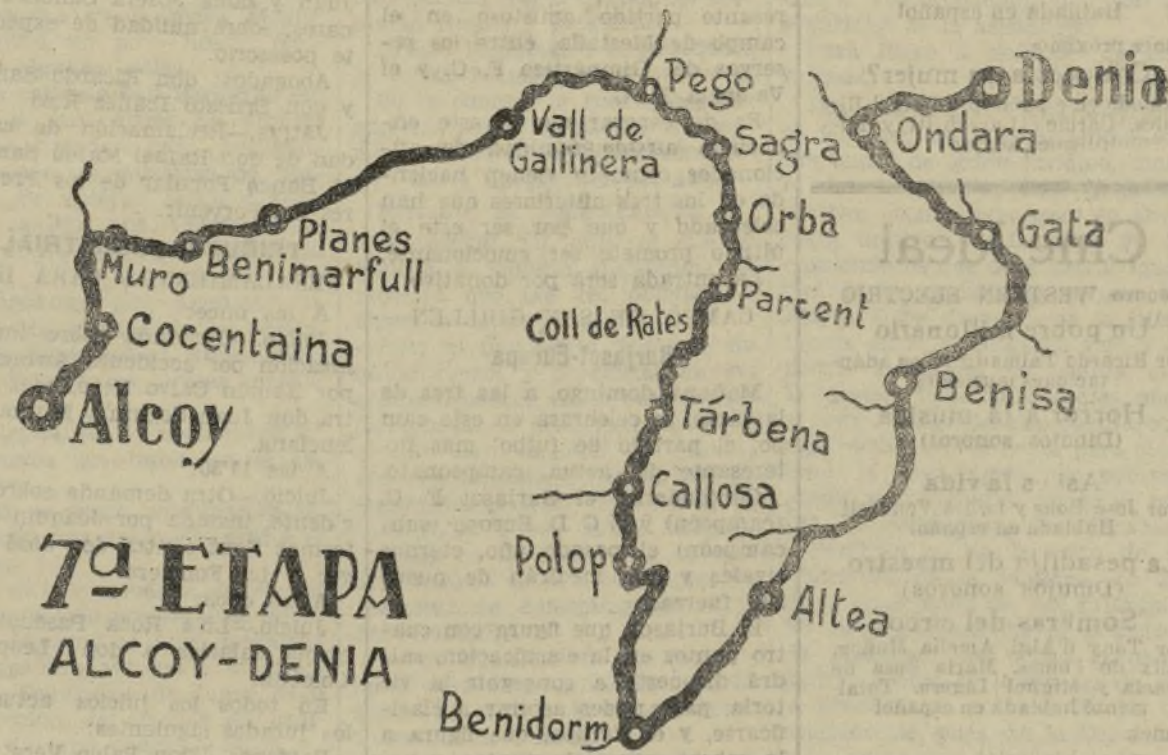 Pego
Denia
Vall de
Gallinera
Sagra
Ondara
Planes
Orba
Gata
Benimarfull
Muro
Parcent
Cocentaina
Coll de Rates
Benisa
Alcoy
Tárbena
Callosa
Polop
7ª ETAPA
Altea
ALCOY-DENIA
Benidorm